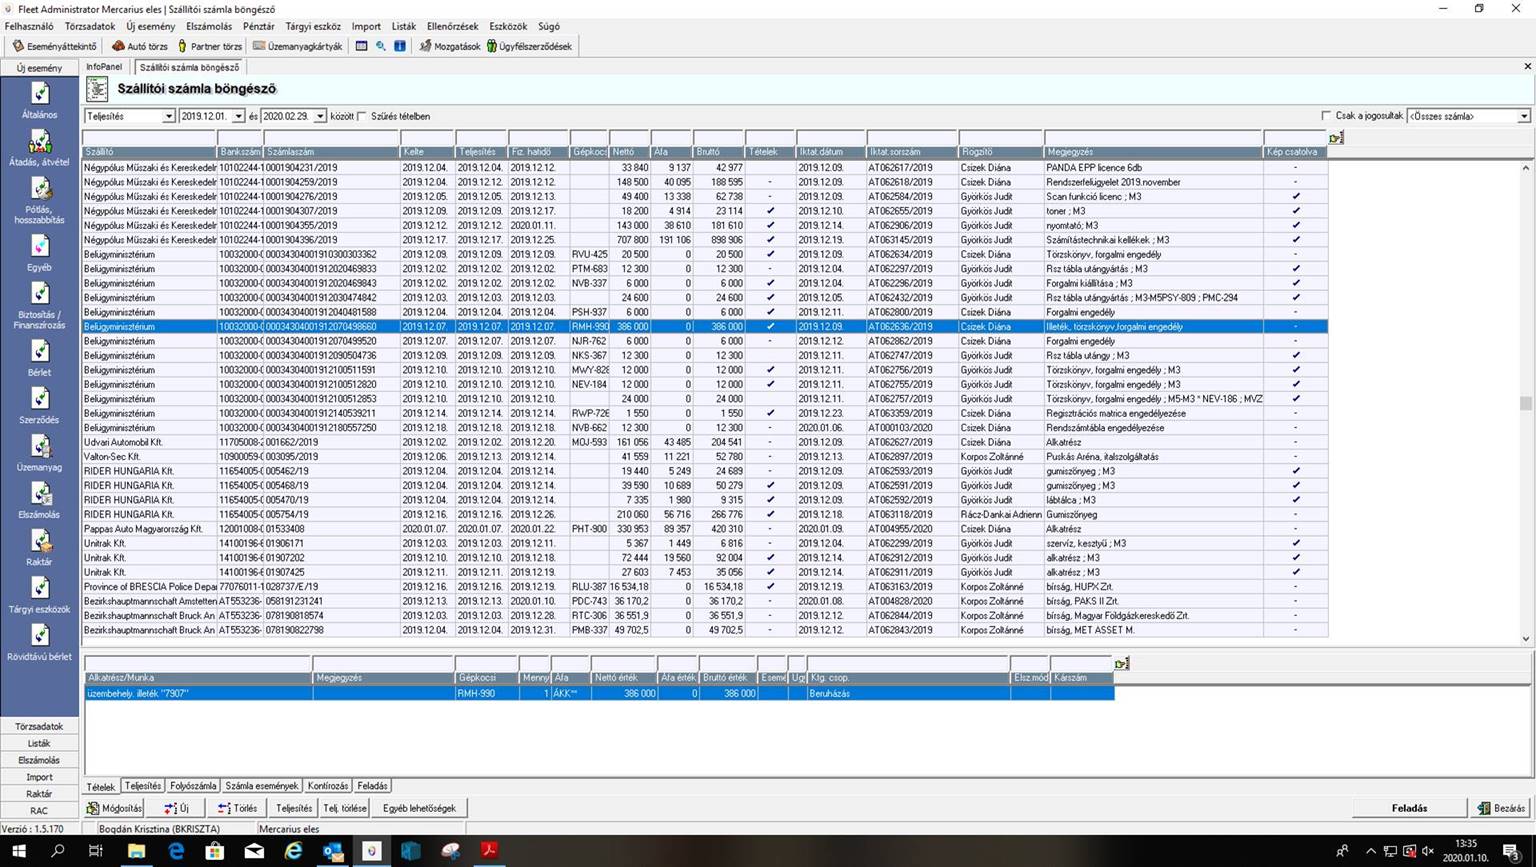 Fleet Administrator Mercarius eles | Szállítói számla böngésző
Felhasználó Törzsadatok Új esemény Elszámolás Pénztár Tárgyi eszköz Import Listák Ellenőrzések Eszközök Súgó
Eseményáttekintő Autó törzs Partner törzs Üzemanyagkártyák Mozgatások Ügyfélszerződések
Új esemény InfoPanel Szállítói számla böngésző
Szállítói számla böngésző
Teljesítés 2019.12.01. és 2020.02.29. között Szűrés tételben Csak a jogosultak <Összes számla>
Szállító Bankszám Számlaszám Kelte Teljesítés Fiz. hatidő Gépkocs Nettó Áfa Bruttó Tételek Iktat.dátum Iktat.sorszám Rögzítő Megjegyzés Kép csatolva
Négypólus Műszaki és Kereskedelm 10102244-1 0001904231/2019 2019.12.04. 2019.12.04. 2019.12.12. 33 840 9 137 42 977 2019.12.09. AT062617/2019 Csizek Diána PANDA EPP licence 6db -
Négypólus Műszaki és Kereskedelm 10102244-1 0001904259/2019 2019.12.04. 2019.12.04. 2019.12.12. 148 500 40 095 188 595 - 2019.12.09. AT062618/2019 Csizek Diána Rendszerfelügyelet 2019.november -
Négypólus Műszaki és Kereskedelm 10102244-1 0001904276/2019 2019.12.05. 2019.12.05. 2019.12.13. 49 400 13 338 62 738 - 2019.12.09. AT062584/2019 Györkös Judit Scan funkció licenc ; M3 ✔
Négypólus Műszaki és Kereskedelm 10102244-1 0001904307/2019 2019.12.09. 2019.12.09. 2019.12.17. 18 200 4 914 23 114 ✔ 2019.12.10. AT062655/2019 Györkös Judit toner ; M3 ✔
Négypólus Műszaki és Kereskedelm 10102244-1 0001904355/2019 2019.12.12. 2019.12.12. 2020.01.11. 143 000 38 610 181 610 ✔ 2019.12.14. AT062906/2019 Györkös Judit nyomtató; M3 ✔
Négypólus Műszaki és Kereskedelm 10102244-1 0001904396/2019 2019.12.17. 2019.12.17. 2019.12.25. 707 800 191 106 898 906 ✔ 2019.12.19. AT063145/2019 Györkös Judit Számítástechnikai kellékek ; M3 ✔
Belügyminisztérium 10032000-0 00034304001910300303362 2019.12.09. 2019.12.09. 2019.12.09. RVU-425 20 500 0 20 500 ✔ 2019.12.09. AT062634/2019 Csizek Diána Törzskönyv, forgalmi engedély -
Belügyminisztérium 10032000-0 00034304001912020469833 2019.12.02. 2019.12.02. 2019.12.02. PTM-683 12 300 0 12 300 - 2019.12.04. AT062297/2019 Györkös Judit Rsz tábla utángyártás ; M3 ✔
Belügyminisztérium 10032000-0 00034304001912020469843 2019.12.02. 2019.12.02. 2019.12.02. NVB-337 6 000 0 6 000 ✔ 2019.12.04. AT062296/2019 Györkös Judit Forgalmi kiállítása ; M3 ✔
Belügyminisztérium 10032000-0 00034304001912030474842 2019.12.03. 2019.12.03. 2019.12.03. 24 600 0 24 600 ✔ 2019.12.05. AT062432/2019 Györkös Judit Rsz tábla utángyártás ; M3-M5PSY-809 ; PMC-294 ✔
Belügyminisztérium 10032000-0 00034304001912040481588 2019.12.04. 2019.12.04. 2019.12.04. PSH-937 6 000 0 6 000 ✔ 2019.12.11. AT062800/2019 Csizek Diána Forgalmi engedély -
Belügyminisztérium 10032000-0 00034304001912070498660 2019.12.07. 2019.12.07. 2019.12.07. RMH-990 386 000 0 386 000 ✔ 2019.12.09. AT062636/2019 Csizek Diána Illeték, törzskönyv,forgalmi engedély -
Belügyminisztérium 10032000-0 00034304001912070499520 2019.12.07. 2019.12.07. 2019.12.07. NJR-762 6 000 0 6 000 - 2019.12.12. AT062862/2019 Csizek Diána Forgalmi engedély -
Belügyminisztérium 10032000-0 00034304001912090504736 2019.12.09. 2019.12.09. 2019.12.09. NKS-367 12 300 0 12 300 - 2019.12.11. AT062747/2019 Györkös Judit Rsz tábla utángy ; M3 ✔
Belügyminisztérium 10032000-0 00034304001912100511591 2019.12.10. 2019.12.10. 2019.12.10. MWY-828 12 000 0 12 000 ✔ 2019.12.11. AT062756/2019 Györkös Judit Törzskönyv, forgalmi engedély ; M3 ✔
Belügyminisztérium 10032000-0 00034304001912100512820 2019.12.10. 2019.12.10. 2019.12.10. NEV-184 12 000 0 12 000 ✔ 2019.12.11. AT062755/2019 Györkös Judit Törzskönyv, forgalmi engedély ; M3 ✔
Belügyminisztérium 10032000-0 00034304001912100512853 2019.12.10. 2019.12.10. 2019.12.10. 24 000 0 24 000 - 2019.12.11. AT062757/2019 Györkös Judit Törzskönyv, forgalmi engedély ; M5-M3 * NEV-186 ; MVZ ✔
Belügyminisztérium 10032000-0 00034304001912140539211 2019.12.14. 2019.12.14. 2019.12.14. RWP-726 1 550 0 1 550 ✔ 2019.12.23. AT063359/2019 Csizek Diána Regisztrációs matrica engedélyezése -
Belügyminisztérium 10032000-0 00034304001912180557250 2019.12.18. 2019.12.18. 2019.12.18. NVB-662 12 300 0 12 300 - 2020.01.06. AT000103/2020 Csizek Diána Rendszámtábla engedélyezése -
Udvari Automobil Kft. 11705008-2 001662/2019 2019.12.02. 2019.12.02. 2019.12.20. MOJ-593 161 056 43 485 204 541 - 2019.12.09. AT062627/2019 Györkös Judit Alkatrész -
Valton-Sec Kft. 10900059- 003095/2019 2019.12.06. 2019.12.13. 2019.12.14. 41 559 11 221 52 780 - 2019.12.13. AT062897/2019 Korpos Zoltánné Puskás Aréna, italszolgáltatás -
RIDER HUNGARIA Kft. 11654005-( 005462/19 2019.12.04. 2019.12.04. 2019.12.14. 19 440 5 249 24 689 - 2019.12.09. AT062593/2019 Györkös Judit gumiszőnyeg ; M3 ✔
RIDER HUNGARIA Kft. 11654005-( 005468/19 2019.12.04. 2019.12.04. 2019.12.14. 39 590 10 689 50 279 - 2019.12.09. AT062591/2019 Györkös Judit gumiszőnyeg ; M3 ✔
RIDER HUNGARIA Kft. 11654005-( 005470/19 2019.12.04. 2019.12.04. 2019.12.14. 7 335 1 980 9 315 - 2019.12.09. AT062592/2019 Györkös Judit lábtálca ; M3 ✔
RIDER HUNGARIA Kft. 11654005-( 005754/19 2019.12.16. 2019.12.16. 2019.12.26. 210 060 56 716 266 776 ✔ 2019.12.18. AT063118/2019 Rácz-Dankai Adrienn Gumiszőnyeg -
Pappas Auto Magyarország Kft. 12001008-( 01533408 2020.01.07. 2020.01.07. 2020.01.22. PHT-900 330 953 89 357 420 310 - 2020.01.09. AT004955/2020 Csizek Diána Alkatrész -
Unitrak Kft. 14100196-6 01906171 2019.12.03. 2019.12.03. 2019.12.11. 5 367 1 449 6 816 - 2019.12.04. AT062299/2019 Györkös Judit szervíz, kesztyű ; M3 ✔
Unitrak Kft. 14100196-6 01907202 2019.12.03. 2019.12.10. 2019.12.18. 72 444 19 560 92 004 ✔ 2019.12.14. AT062912/2019 Györkös Judit alkatrész ; M3 ✔
Unitrak Kft. 14100196-6 01907425 2019.12.11. 2019.12.11. 2019.12.19. 27 603 7 453 35 056 ✔ 2019.12.14. AT062911/2019 Györkös Judit alkatrész ; M3 ✔
Province of BRESCIA Police Depar 77076011-1 028737/E/19 2019.12.16. 2019.12.16. 2019.12.19. RLU-387 16 534,18 0 16 534,18 ✔ 2019.12.19. AT063163/2019 Korpos Zoltánné bírság, HUPX Zrt. -
Bezirkshauptmannschaft Amstetten AT553236- 058191231241 2019.12.13. 2019.12.13. 2020.01.10. PDC-743 36 170,2 0 36 170,2 - 2020.01.08. AT004828/2020 Korpos Zoltánné bírság, PAKS II Zrt. -
Bezirkshauptmannschaft Bruck An AT553236- 078190818574 2019.12.03. 2019.12.03. 2019.12.28. RTC-306 36 551,9 0 36 551,9 - 2019.12.12. AT062844/2019 Korpos Zoltánné bírság, Magyar Földgázkereskedő Zrt. -
Bezirkshauptmannschaft Bruck An AT553236- 078190822798 2019.12.04. 2019.12.04. 2019.12.31. PMB-337 49 702,5 0 49 702,5 - 2019.12.12. AT062843/2019 Korpos Zoltánné bírság, MET ASSET M. -
Általános
Átadás, átvétel
Pótlás, hosszabbítás
Egyéb
Biztosítás / Finanszírozás
Bérlet
Szerződés
Üzemanyag
Elszámolás
Raktár
Tárgyi eszközök
Rövidtávú bérlet
Alkatrész/Munka Megjegyzés Gépkocsi Menny Áfa Nettó érték Áfa érték Bruttó érték Esemé Ügy Ktg. csop. Elsz.mód Kárszám
üzembehely. illeték "7907" RMH-990 1 ÁKK** 386 000 0 386 000 Beruházás
Törzsadatok
Listák
Elszámolás
Import
Raktár
RAC
Tételek Teljesítés Folyószámla Számla események Kontírozás Feladás
Módosítás Új Törlés Teljesítés Telj. törlése Egyéb lehetőségek Feladás Bezárás
Verzió : 1.5.170 Bogdán Krisztina (BKRISZTA) Mercarius eles
13:35
2020.01.10.
3